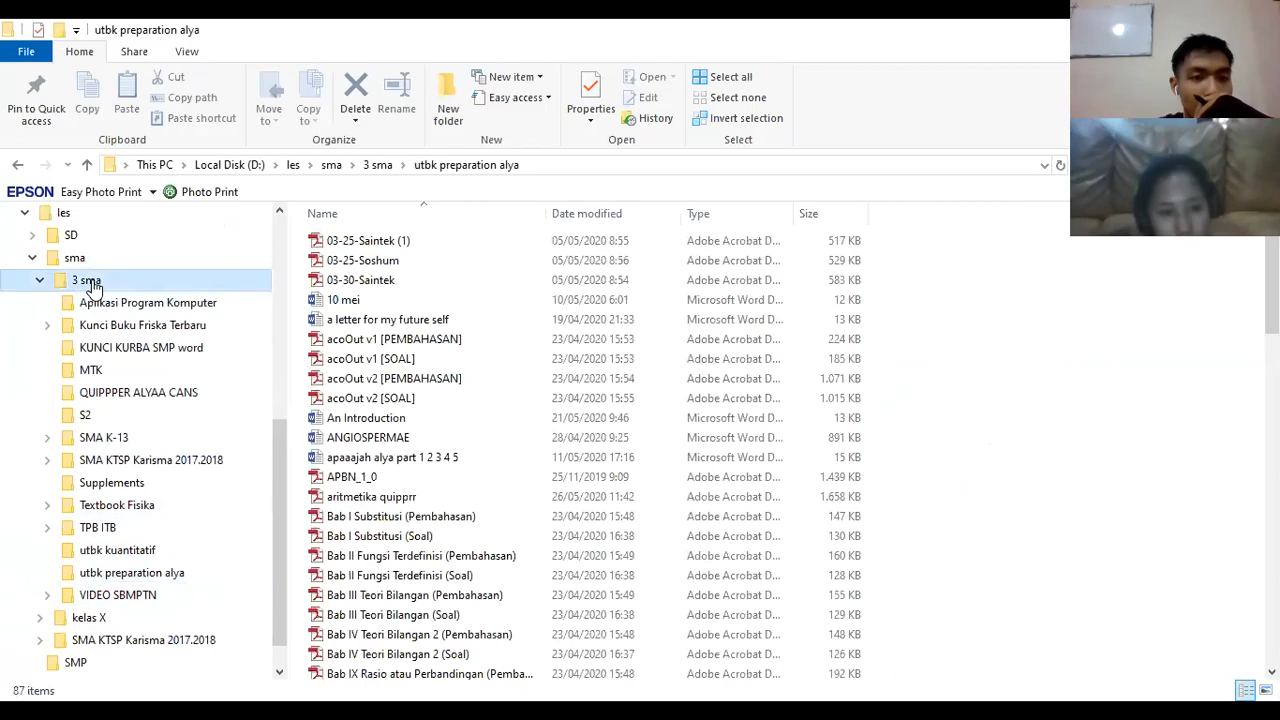 utbk preparation alya
File Home Share View
Pin to Quick access
Copy
Paste
Cut
Copy path
Paste shortcut
Clipboard
Move to
Copy to
Delete
Rename
Organize
New folder
New item
Easy access
New
Properties
Open
Edit
History
Open
Select all
Select none
Invert selection
Select
This PC Local Disk (D:) les sma 3 sma utbk preparation alya
EPSON Easy Photo Print Photo Print
les
SD
sma
3 sma
Aplikasi Program Komputer
Kunci Buku Friska Terbaru
KUNCI KURBA SMP word
MTK
QUIPPPER ALYAA CANS
S2
SMA K-13
SMA KTSP Karisma 2017.2018
Supplements
Textbook Fisika
TPB ITB
utbk kuantitatif
utbk preparation alya
VIDEO SBMPTN
kelas X
SMA KTSP Karisma 2017.2018
SMP
Name Date modified Type Size
03-25-Saintek (1) 05/05/2020 8:55 Adobe Acrobat D... 517 KB
03-25-Soshum 05/05/2020 8:56 Adobe Acrobat D... 529 KB
03-30-Saintek 05/05/2020 8:54 Adobe Acrobat D... 583 KB
10 mei 10/05/2020 6:01 Microsoft Word D... 12 KB
a letter for my future self 19/04/2020 21:33 Microsoft Word D... 13 KB
acoOut v1 [PEMBAHASAN] 23/04/2020 15:53 Adobe Acrobat D... 224 KB
acoOut v1 [SOAL] 23/04/2020 15:53 Adobe Acrobat D... 185 KB
acoOut v2 [PEMBAHASAN] 23/04/2020 15:54 Adobe Acrobat D... 1.071 KB
acoOut v2 [SOAL] 23/04/2020 15:55 Adobe Acrobat D... 1.015 KB
An Introduction 21/05/2020 9:46 Microsoft Word D... 13 KB
ANGIOSPERMAE 28/04/2020 9:25 Microsoft Word D... 891 KB
apaaajah alya part 1 2 3 4 5 11/05/2020 17:16 Microsoft Word D... 15 KB
APBN_1_0 25/11/2019 9:09 Adobe Acrobat D... 1.439 KB
aritmetika quipprr 26/05/2020 11:42 Adobe Acrobat D... 1.658 KB
Bab I Substitusi (Pembahasan) 23/04/2020 15:48 Adobe Acrobat D... 147 KB
Bab I Substitusi (Soal) 23/04/2020 16:38 Adobe Acrobat D... 130 KB
Bab II Fungsi Terdefinisi (Pembahasan) 23/04/2020 15:49 Adobe Acrobat D... 160 KB
Bab II Fungsi Terdefinisi (Soal) 23/04/2020 16:38 Adobe Acrobat D... 128 KB
Bab III Teori Bilangan (Pembahasan) 23/04/2020 15:49 Adobe Acrobat D... 155 KB
Bab III Teori Bilangan (Soal) 23/04/2020 16:38 Adobe Acrobat D... 129 KB
Bab IV Teori Bilangan 2 (Pembahasan) 23/04/2020 15:48 Adobe Acrobat D... 148 KB
Bab IV Teori Bilangan 2 (Soal) 23/04/2020 16:37 Adobe Acrobat D... 126 KB
Bab IX Rasio atau Perbandingan (Pemba... 23/04/2020 15:48 Adobe Acrobat D... 192 KB
87 items